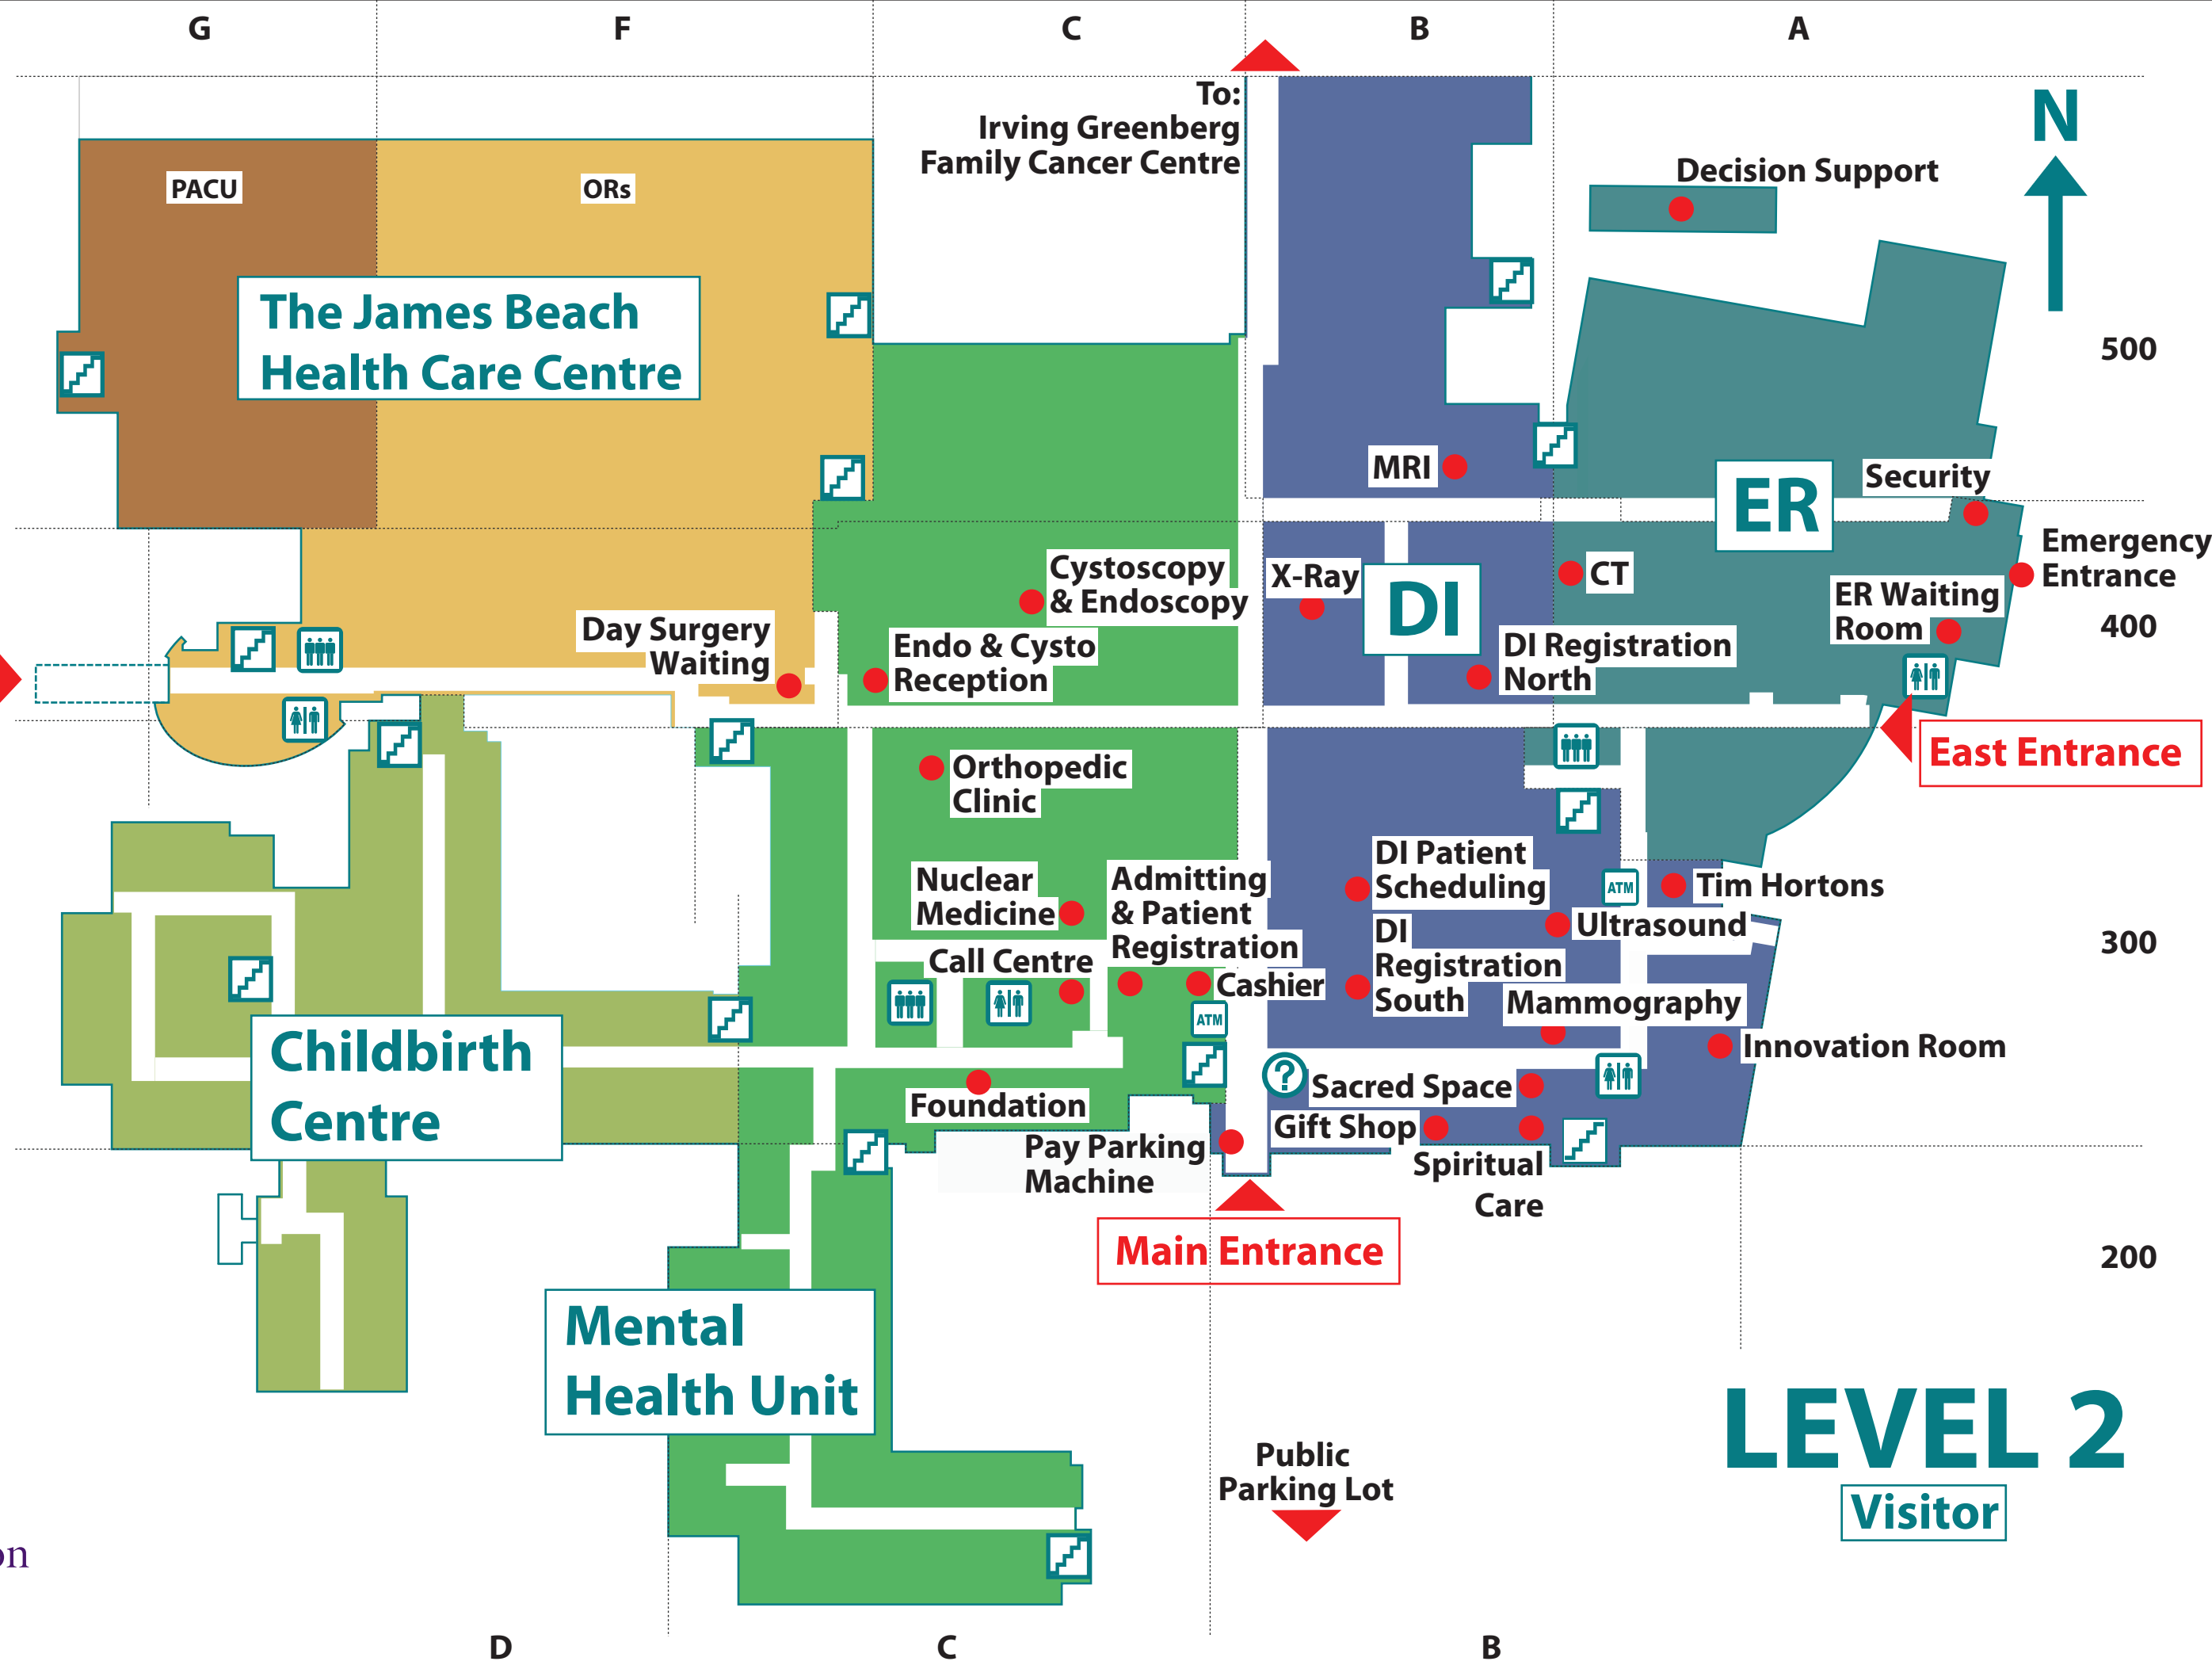 G F C B A
To:
Irving Greenberg
Family Cancer Centre
N
Decision Support
PACU
ORs
The James Beach
Health Care Centre
500
MRI
Security
ER
Emergency
Entrance
Cystoscopy
& Endoscopy
X-Ray
DI
CT
ER Waiting
Room
400
Day Surgery
Waiting
Endo & Cysto
Reception
DI Registration
North
East Entrance
Orthopedic
Clinic
DI Patient
Scheduling
Nuclear
Medicine
Admitting
& Patient
Registration
ATM
Tim Hortons
Ultrasound
DI
Registration
South
300
Call Centre
Cashier
ATM
Mammography
Childbirth
Centre
Innovation Room
?
Sacred Space
Foundation
Gift Shop
Pay Parking
Machine
Spiritual
Care
Main Entrance
200
Mental
Health Unit
Public
Parking Lot
LEVEL 2
Visitor
D C B